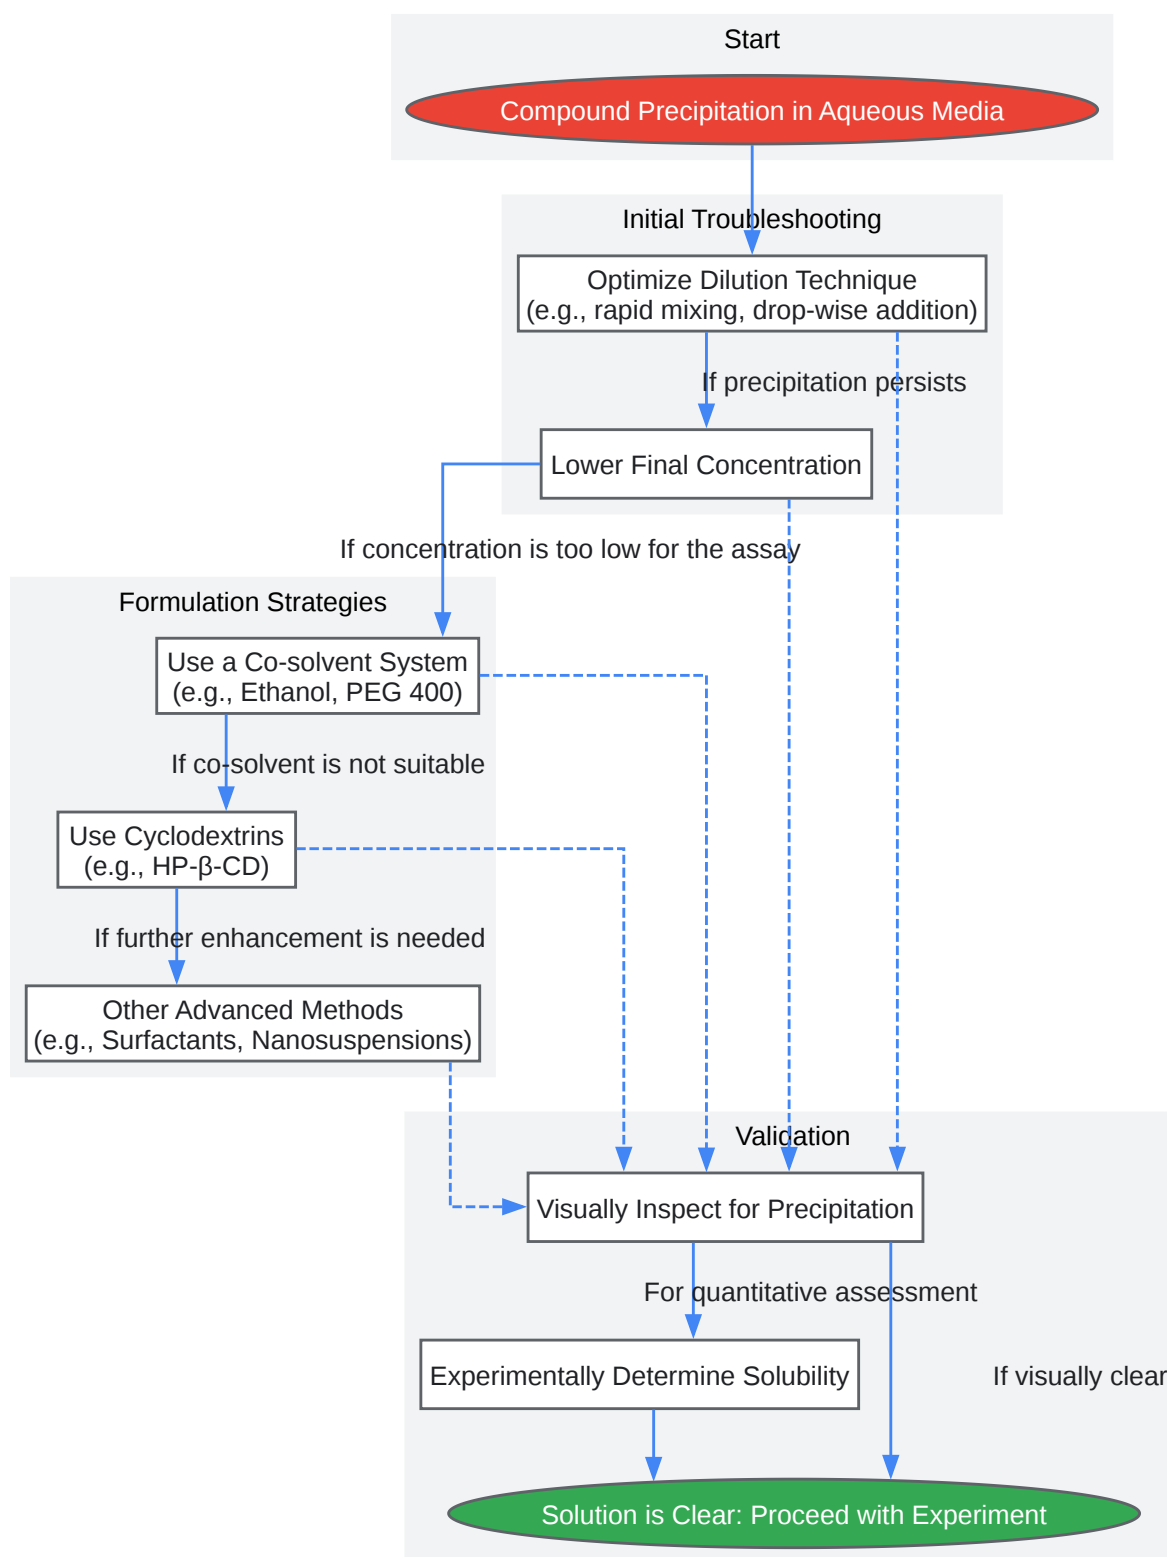 Start
Compound Precipitation in Aqueous Media
Initial Troubleshooting
Optimize Dilution Technique
(e.g., rapid mixing, drop-wise addition)
If precipitation persists
Lower Final Concentration
If concentration is too low for the assay
Formulation Strategies
Use a Co-solvent System
(e.g., Ethanol, PEG 400)
If co-solvent is not suitable
Use Cyclodextrins
(e.g., HP-β-CD)
If further enhancement is needed
Other Advanced Methods
(e.g., Surfactants, Nanosuspensions)
Validation
Visually Inspect for Precipitation
For quantitative assessment
Experimentally Determine Solubility
If visually clear
Solution is Clear: Proceed with Experiment